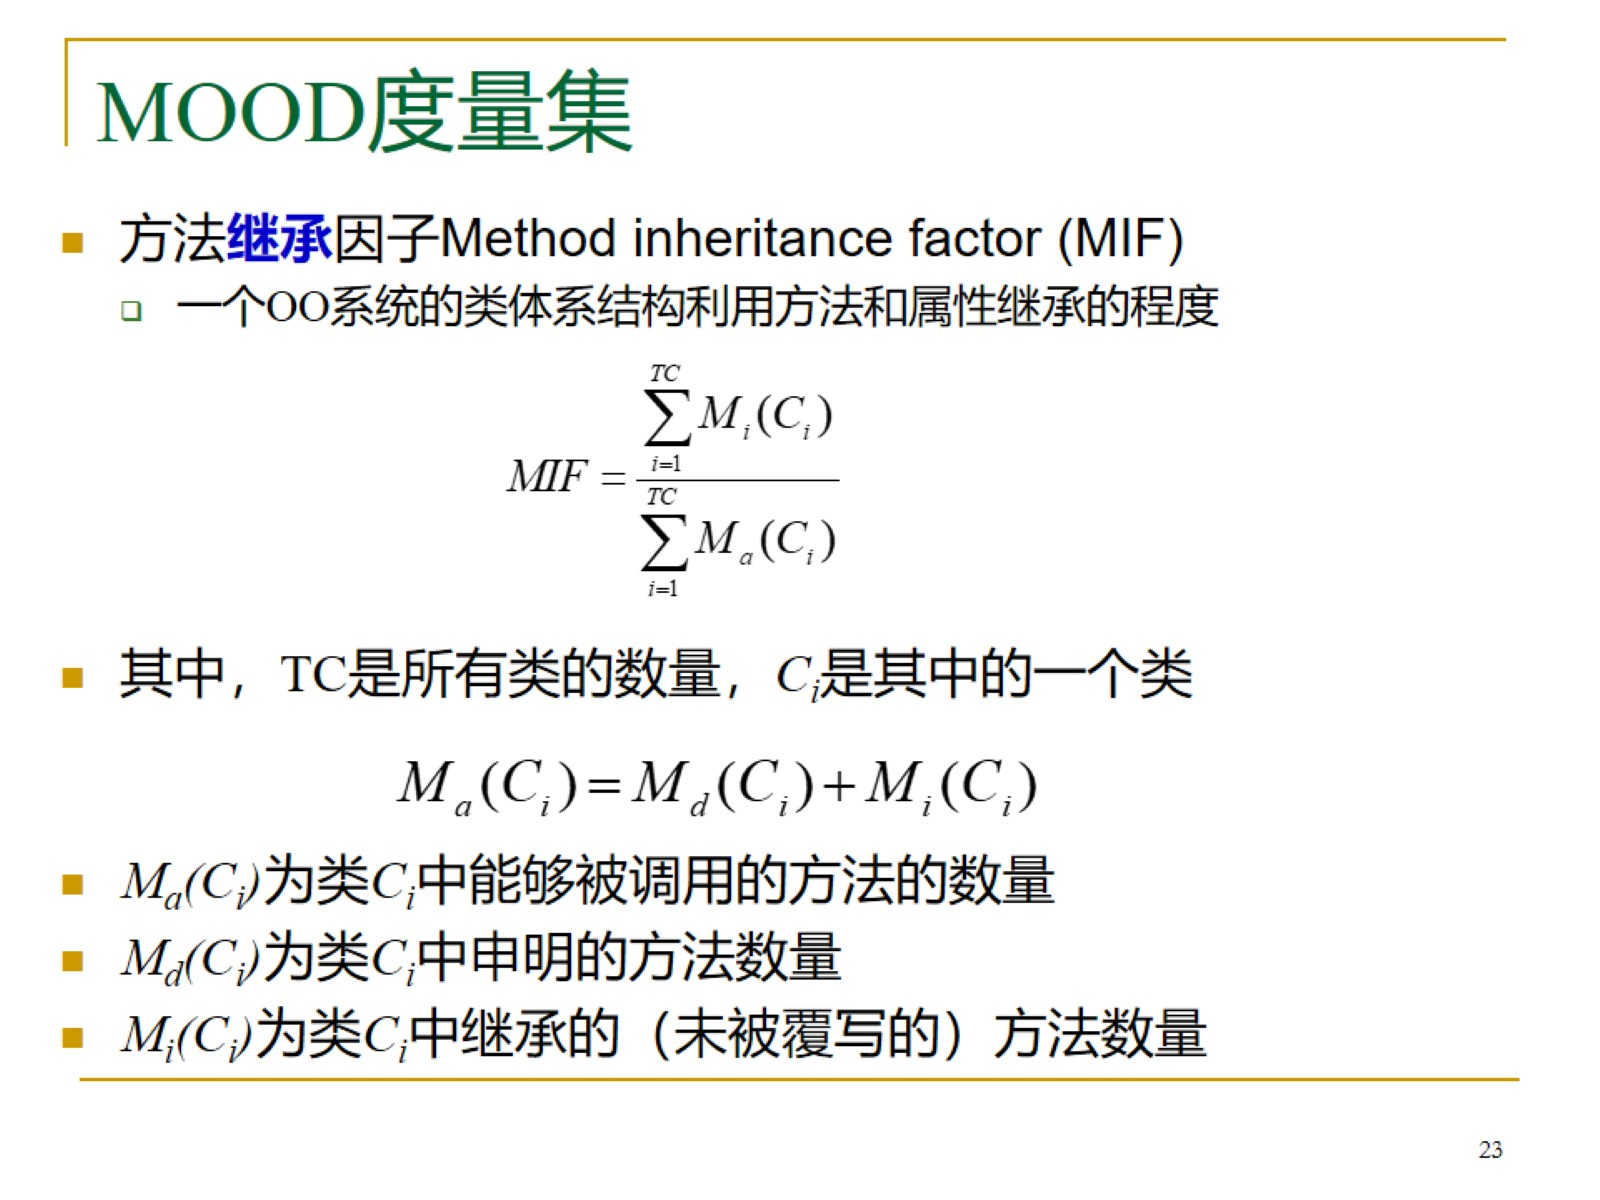 MOOD度量集
方法继承因子Method inheritance factor (MIF)
一个OO系统的类体系结构利用方法和属性继承的程度
MIF = \frac{\sum_{i=1}^{TC} M_i(C_i)}{\sum_{i=1}^{TC} M_a(C_i)}
其中，TC是所有类的数量，C_i是其中的一个类
M_a(C_i)=M_d(C_i)+M_i(C_i)
M_a(C_i)为类C_i中能够被调用的方法的数量
M_d(C_i)为类C_i中申明的方法数量
M_i(C_i)为类C_i中继承的（未被覆写的）方法数量
23